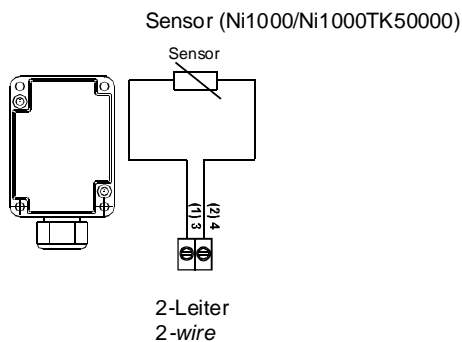 Sensor (Ni1000/Ni1000TK50000)
Sensor
(1) 3
(2) 4
2-Leiter
2-wire